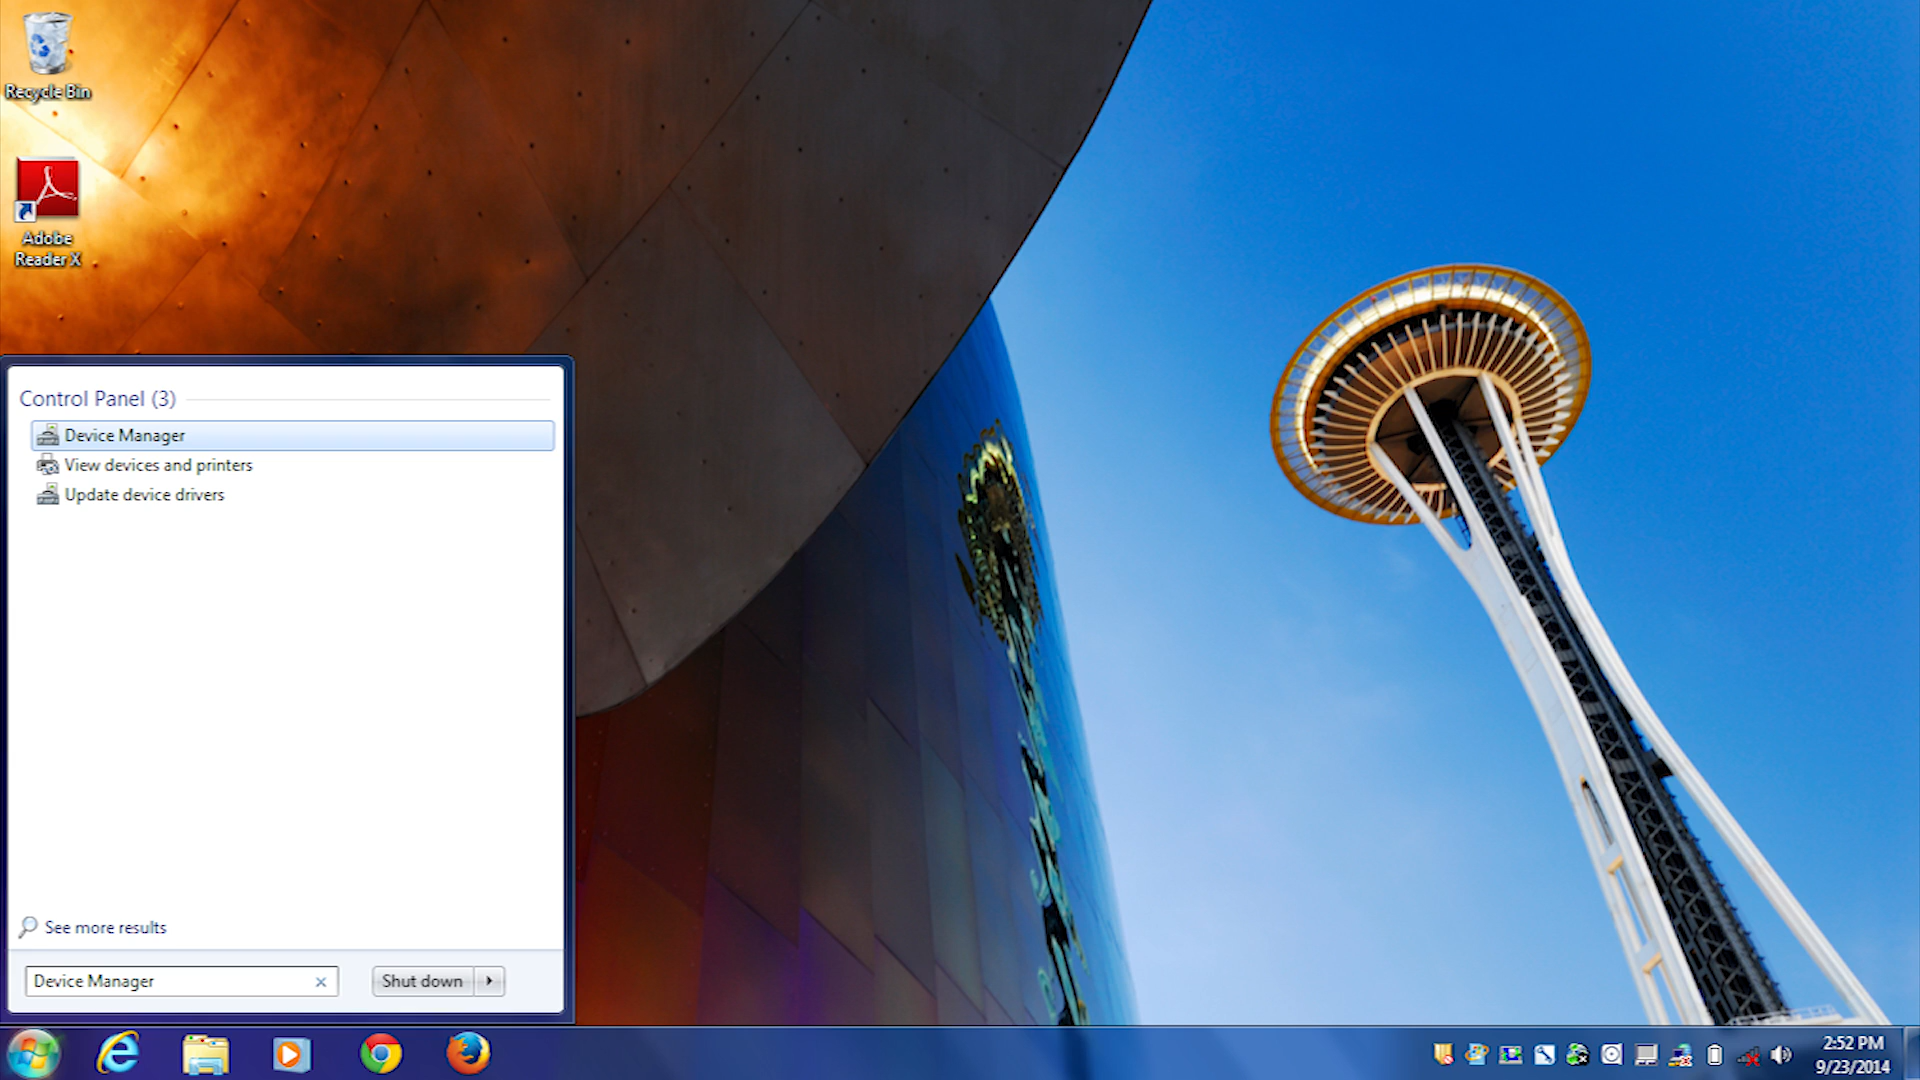 Recycle Bin
Adobe
Reader X
Control Panel (3)
Device Manager
View devices and printers
Update device drivers
See more results
Device Manager
Shut down
2:52 PM
9/23/2014